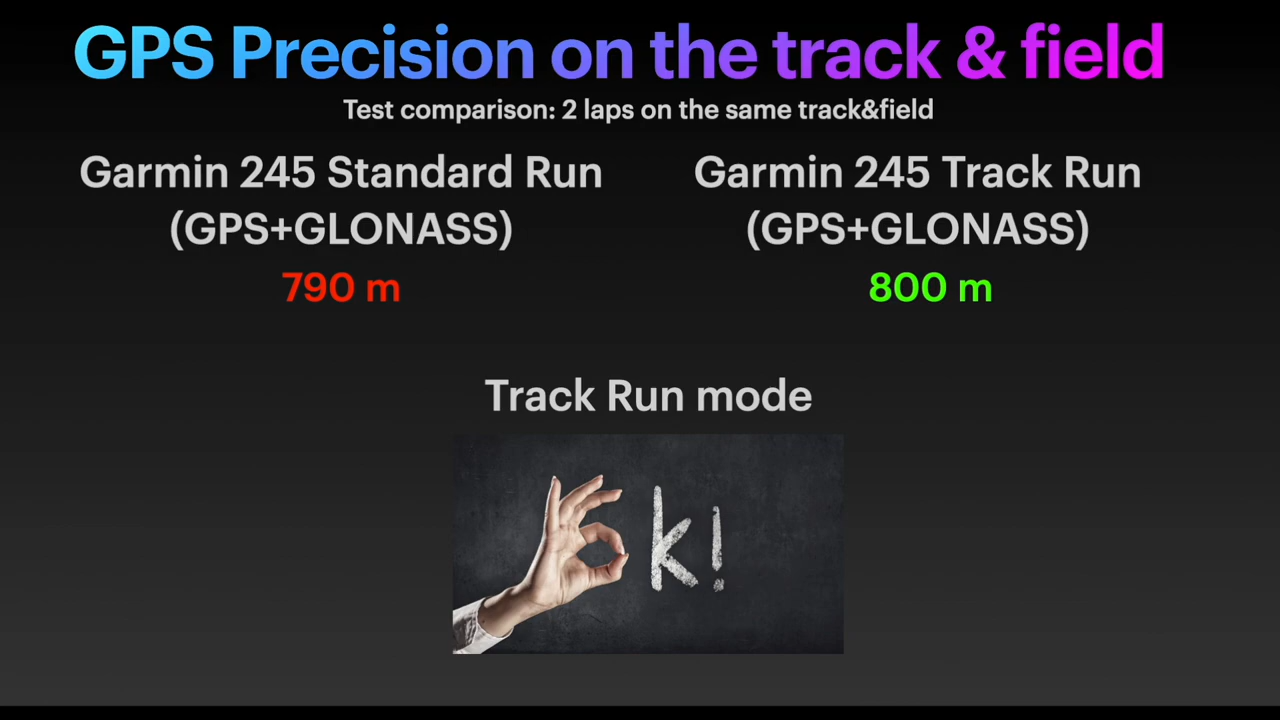 GPS Precision on the track & field
Test comparison: 2 laps on the same track&field
Garmin 245 Standard Run
(GPS+GLONASS)
790 m
Garmin 245 Track Run
(GPS+GLONASS)
800 m
Track Run mode
k!